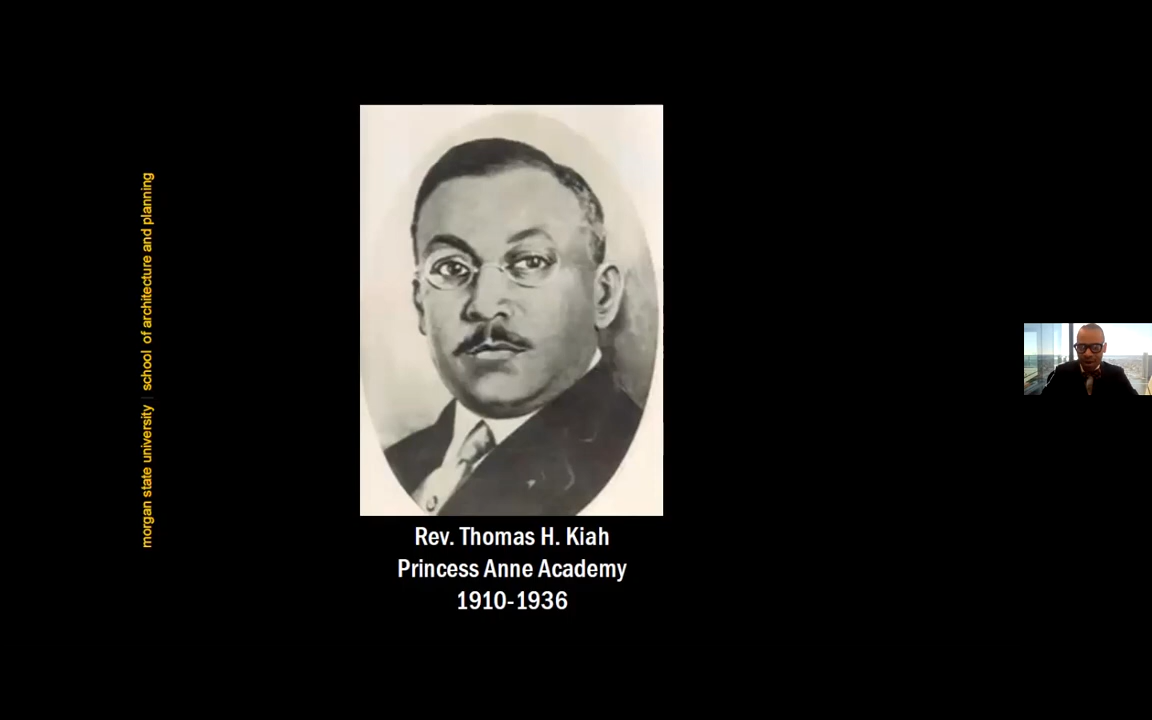 morgan state university | school of architecture and planning
Rev. Thomas H. Kiah
Princess Anne Academy
1910-1936